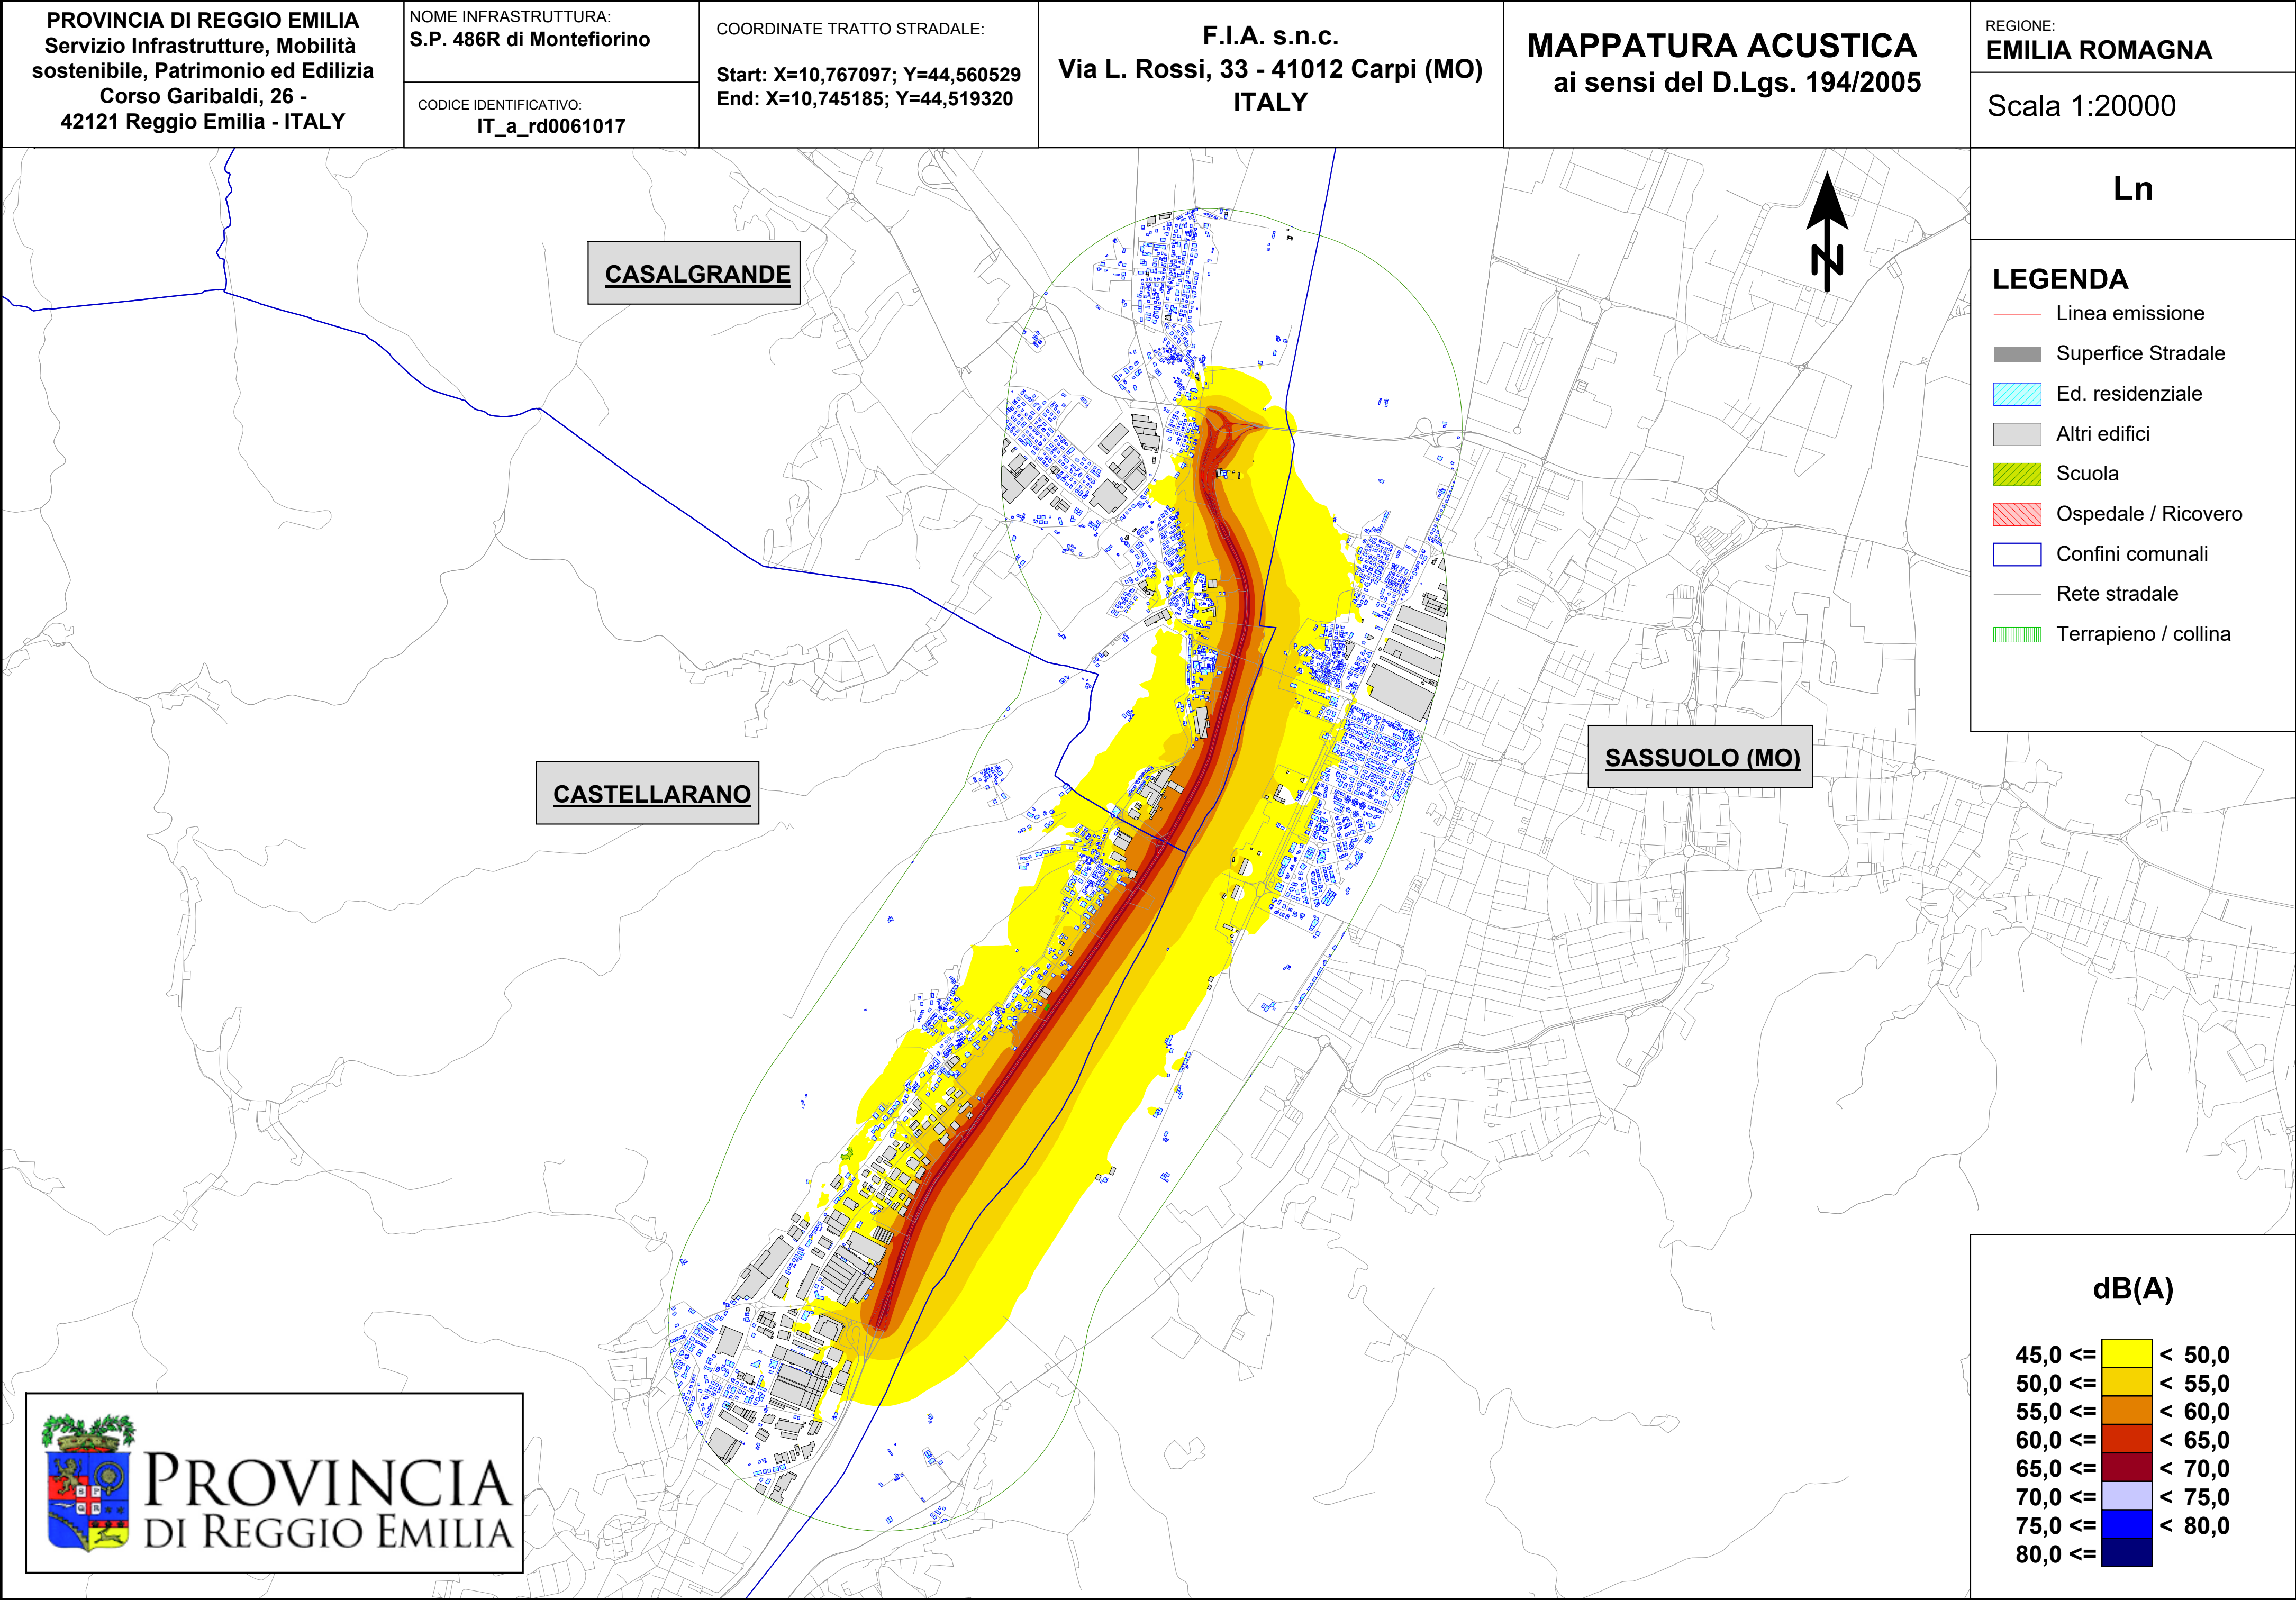 PROVINCIA DI REGGIO EMILIA
Servizio Infrastrutture, Mobilità
sostenibile, Patrimonio ed Edilizia
Corso Garibaldi, 26 -
42121 Reggio Emilia - ITALY
NOME INFRASTRUTTURA:
S.P. 486R di Montefiorino
CODICE IDENTIFICATIVO:
IT_a_rd0061017
COORDINATE TRATTO STRADALE:
Start: X=10,767097; Y=44,560529
End: X=10,745185; Y=44,519320
F.I.A. s.n.c.
Via L. Rossi, 33 - 41012 Carpi (MO)
ITALY
MAPPATURA ACUSTICA
ai sensi del D.Lgs. 194/2005
REGIONE:
EMILIA ROMAGNA
Scala 1:20000
Ln
LEGENDA
Linea emissione
Superfice Stradale
Ed. residenziale
Altri edifici
Scuola
Ospedale / Ricovero
Confini comunali
Rete stradale
Terrapieno / collina
N
CASALGRANDE
CASTELLARANO
SASSUOLO (MO)
dB(A)
45,0 <= < 50,0
50,0 <= < 55,0
55,0 <= < 60,0
60,0 <= < 65,0
65,0 <= < 70,0
70,0 <= < 75,0
75,0 <= < 80,0
80,0 <=
S P
Q R
PROVINCIA
DI REGGIO EMILIA